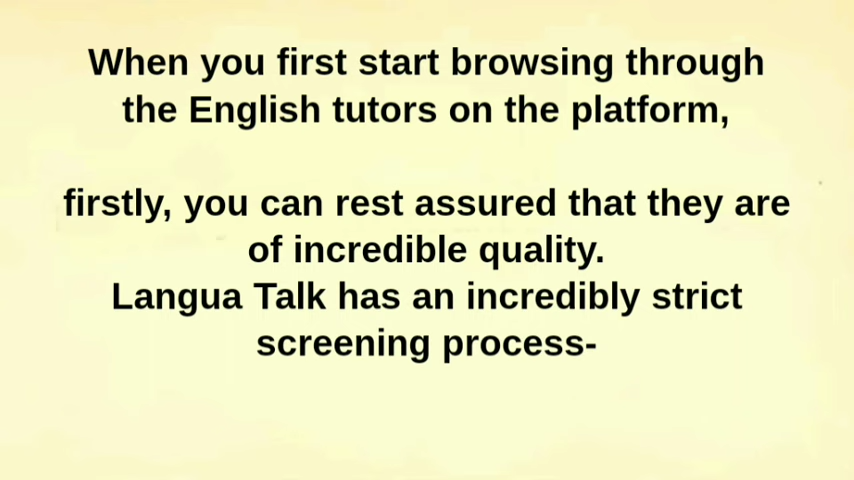 When you first start browsing through
the English tutors on the platform,
firstly, you can rest assured that they are
of incredible quality.
Langua Talk has an incredibly strict
screening process-